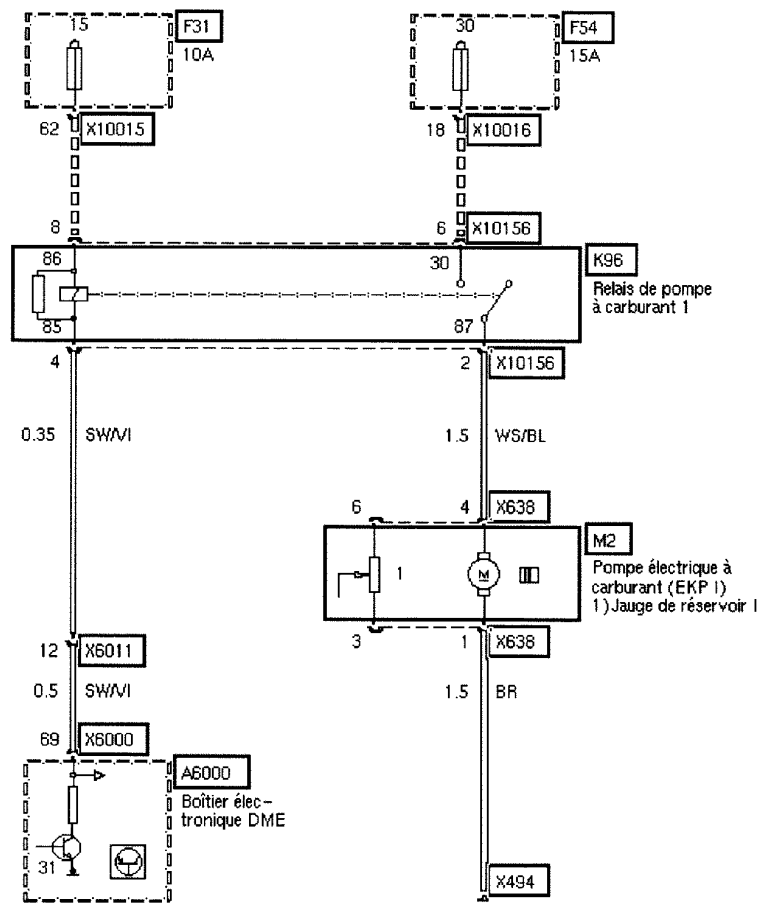 15
F31
10A
30
F54
15A
62
X10015
18
X10016
8
6
X10156
86
30
K96
Relais de pompe
à carburant 1
85
87
4
2
X10156
0.35
SW/VI
1.5
WS/BL
6
4
X638
M2
1
M
Pompe électrique à
carburant (EKP I)
1)Jauge de réservoir I
3
1
X638
12
X6011
0.5
SW/VI
1.5
BR
69
X6000
A6000
Boîtier élec-
tronique DME
31
X494